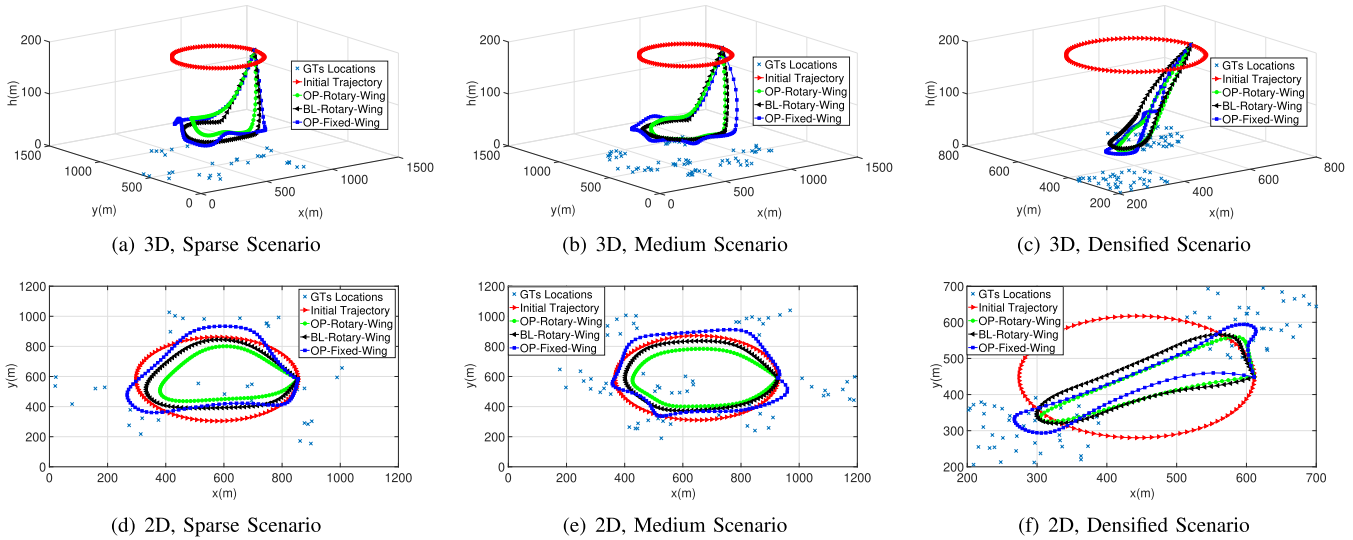 200
100
0
h(m)
1500
1000
500
0
y(m)
0
500
1000
1500
x(m)
GTs Locations
Initial Trajectory
OP-Rotary-Wing
BL-Rotary-Wing
OP-Fixed-Wing
(a) 3D, Sparse Scenario
200
100
0
h(m)
1500
1000
500
0
y(m)
0
500
1000
1500
x(m)
GTs Locations
Initial Trajectory
OP-Rotary-Wing
BL-Rotary-Wing
OP-Fixed-Wing
(b) 3D, Medium Scenario
200
100
0
h(m)
800
600
400
200
y(m)
200
400
600
800
x(m)
GTs Locations
Initial Trajectory
OP-Rotary-Wing
BL-Rotary-Wing
OP-Fixed-Wing
(c) 3D, Densified Scenario
1200
1000
800
600
400
200
0
y(m)
0 200 400 600 800 1000 1200
x(m)
GTs Locations
Initial Trajectory
OP-Rotary-Wing
BL-Rotary-Wing
OP-Fixed-Wing
(d) 2D, Sparse Scenario
1200
1000
800
600
400
200
0
y(m)
0 200 400 600 800 1000 1200
x(m)
GTs Locations
Initial Trajectory
OP-Rotary-Wing
BL-Rotary-Wing
OP-Fixed-Wing
(e) 2D, Medium Scenario
700
600
500
400
300
200
y(m)
200 300 400 500 600 700
x(m)
GTs Locations
Initial Trajectory
OP-Rotary-Wing
BL-Rotary-Wing
OP-Fixed-Wing
(f) 2D, Densified Scenario